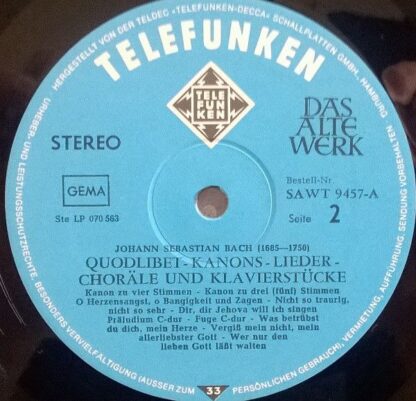 HERGESTELLT VON DER TELDEC »TELEFUNKEN-DECCA« SCHALLPLATTEN GMBH, HAMBURG
TELEFUNKEN
TELE
FUN
KEN
DAS
ALTE
WERK
STEREO
GEMA
Ste LP 070 563
Bestell-Nr.
SAWT 9457-A
Seite 2
JOHANN SEBASTIAN BACH (1685—1750)
QUODLIBET - KANONS - LIEDER -
CHORÄLE UND KLAVIERSTÜCKE
Kanon zu vier Stimmen - Kanon zu drei (fünf) Stimmen
O Herzensangst, o Bangigkeit und Zagen - Nicht so traurig,
nicht so sehr - Dir, dir Jehova will ich singen
Präludium C-dur - Fuge C-dur - Was betrübst
du dich, mein Herze - Vergiß mein nicht, mein
allerliebster Gott - Wer nur den
lieben Gott läßt walten
URHEBER- UND LEISTUNGSSCHUTZRECHTE, BESONDERS VERVIELFÄLTIGUNG (AUSSER ZUM
33
PERSÖNLICHEN GEBRAUCH), VERMIETUNG, AUFFÜHRUNG, SENDUNG VORBEHALTEN